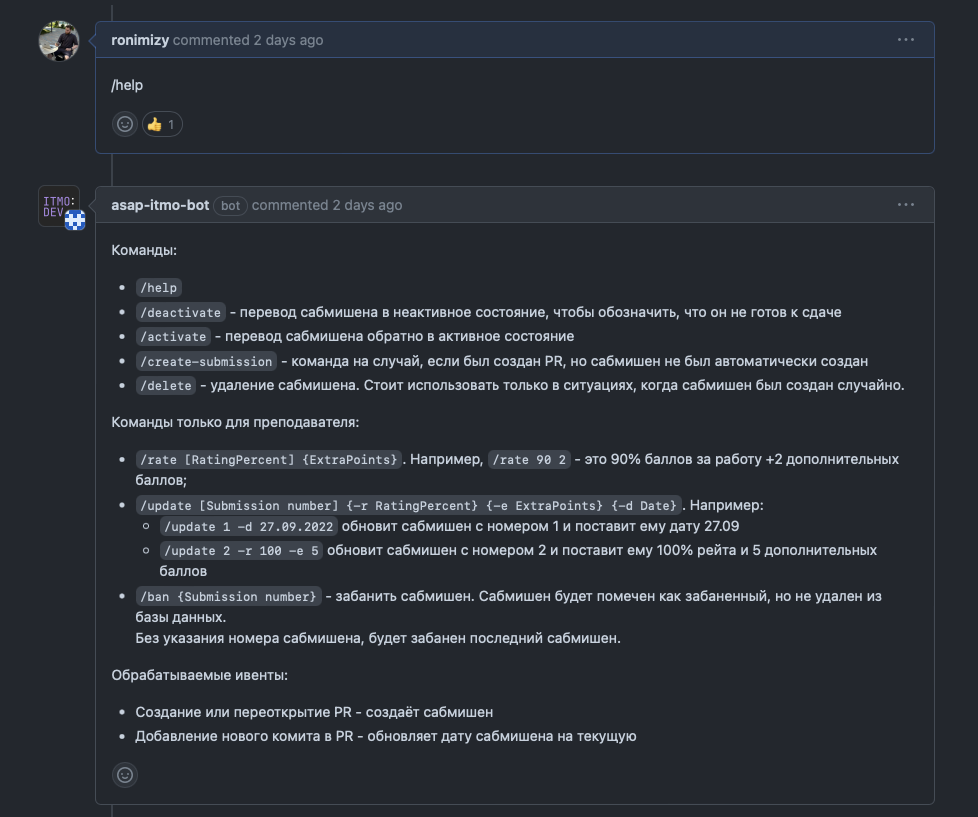 ronimizy commented 2 days ago
/help
👍 1
ITMO:
DEV
asap-itmo-bot bot commented 2 days ago
Команды:
/help
/deactivate - перевод сабмишена в неактивное состояние, чтобы обозначить, что он не готов к сдаче
/activate - перевод сабмишена обратно в активное состояние
/create-submission - команда на случай, если был создан PR, но сабмишен не был автоматически создан
/delete - удаление сабмишена. Стоит использовать только в ситуациях, когда сабмишен был создан случайно.
Команды только для преподавателя:
/rate [RatingPercent] {ExtraPoints}. Например, /rate 90 2 - это 90% баллов за работу +2 дополнительных
баллов;
/update [Submission number] {-r RatingPercent} {-e ExtraPoints} {-d Date}. Например:
/update 1 -d 27.09.2022 обновит сабмишен с номером 1 и поставит ему дату 27.09
/update 2 -r 100 -e 5 обновит сабмишен с номером 2 и поставит ему 100% рейта и 5 дополнительных
баллов
/ban {Submission number} - забанить сабмишен. Сабмишен будет помечен как забаненный, но не удален из
базы данных.
Без указания номера сабмишена, будет забанен последний сабмишен.
Обрабатываемые ивенты:
Создание или переоткрытие PR - создаёт сабмишен
Добавление нового комита в PR - обновляет дату сабмишена на текущую